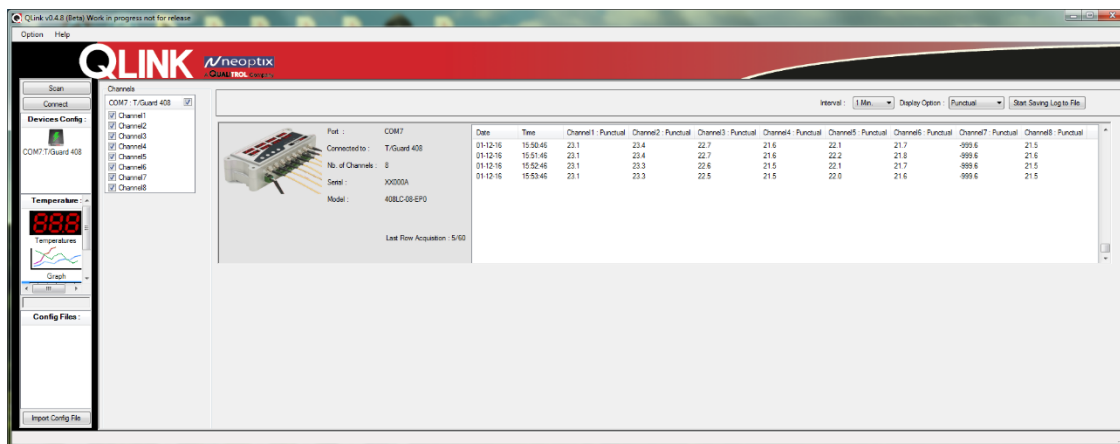 QLink v0.4.8 (Beta) Work in progress not for release
Option Help
QLINK neoptix
A QUALITROL Company
Scan
Connect
Devices Config :
COM7:T/Guard 408
Temperature :
888
Temperatures
Graph
Config Files :
Import Config File
Channels
COM7 : T/Guard 408
Channel1
Channel2
Channel3
Channel4
Channel5
Channel6
Channel7
Channel8
Interval : 1 Min. Display Option : Punctual Start Saving Log to File
Port : COM7
Connected to : T/Guard 408
Nb. of Channels : 8
Serial : XX000A
Model : 408LC-08-EP0
Last Row Acquistion : 5/60
Date Time Channel1 : Punctual Channel2 : Punctual Channel3 : Punctual Channel4 : Punctual Channel5 : Punctual Channel6 : Punctual Channel7 : Punctual Channel8 : Punctual
01-12-16 15:50:46 23.1 23.4 22.7 21.6 22.1 21.7 -999.6 21.5
01-12-16 15:51:46 23.1 23.4 22.7 21.6 22.2 21.8 -999.6 21.6
01-12-16 15:52:46 23.1 23.3 22.6 21.5 22.1 21.7 -999.6 21.5
01-12-16 15:53:46 23.1 23.3 22.5 21.5 22.0 21.6 -999.6 21.5